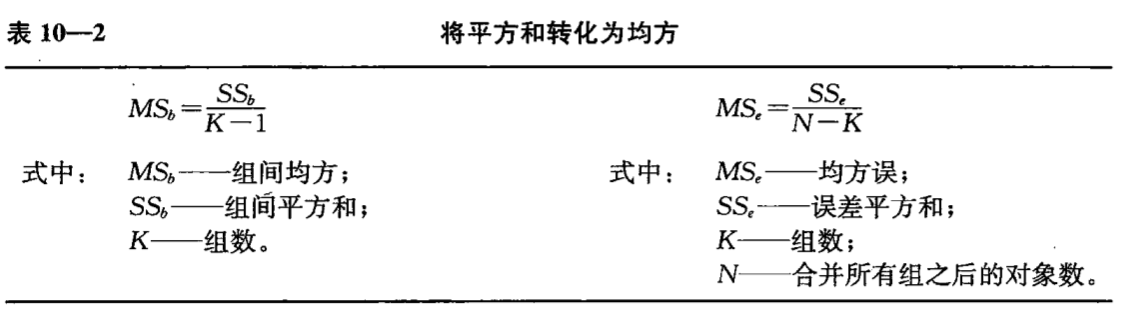 表 10—2 将平方和转化为均方
MS_b = SS_b / (K－1) MS_e = SS_e / (N－K)
式中： MS_b——组间均方； 式中： MS_e——均方误；
SS_b——组间平方和； SS_e——误差平方和；
K——组数。 K——组数；
N——合并所有组之后的对象数。